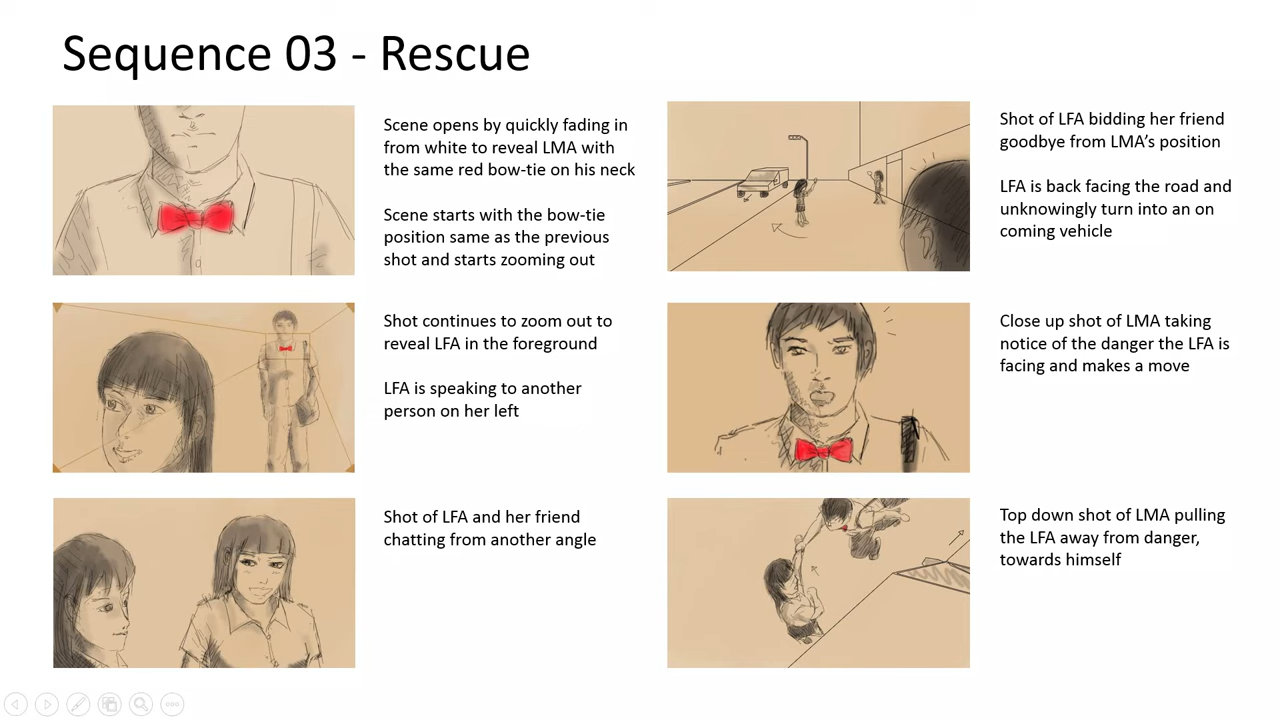 Sequence 03 - Rescue
Scene opens by quickly fading in
from white to reveal LMA with
the same red bow-tie on his neck
Scene starts with the bow-tie
position same as the previous
shot and starts zooming out
Shot continues to zoom out to
reveal LFA in the foreground
LFA is speaking to another
person on her left
Shot of LFA and her friend
chatting from another angle
Shot of LFA bidding her friend
goodbye from LMA’s position
LFA is back facing the road and
unknowingly turn into an on
coming vehicle
Close up shot of LMA taking
notice of the danger the LFA is
facing and makes a move
Top down shot of LMA pulling
the LFA away from danger,
towards himself